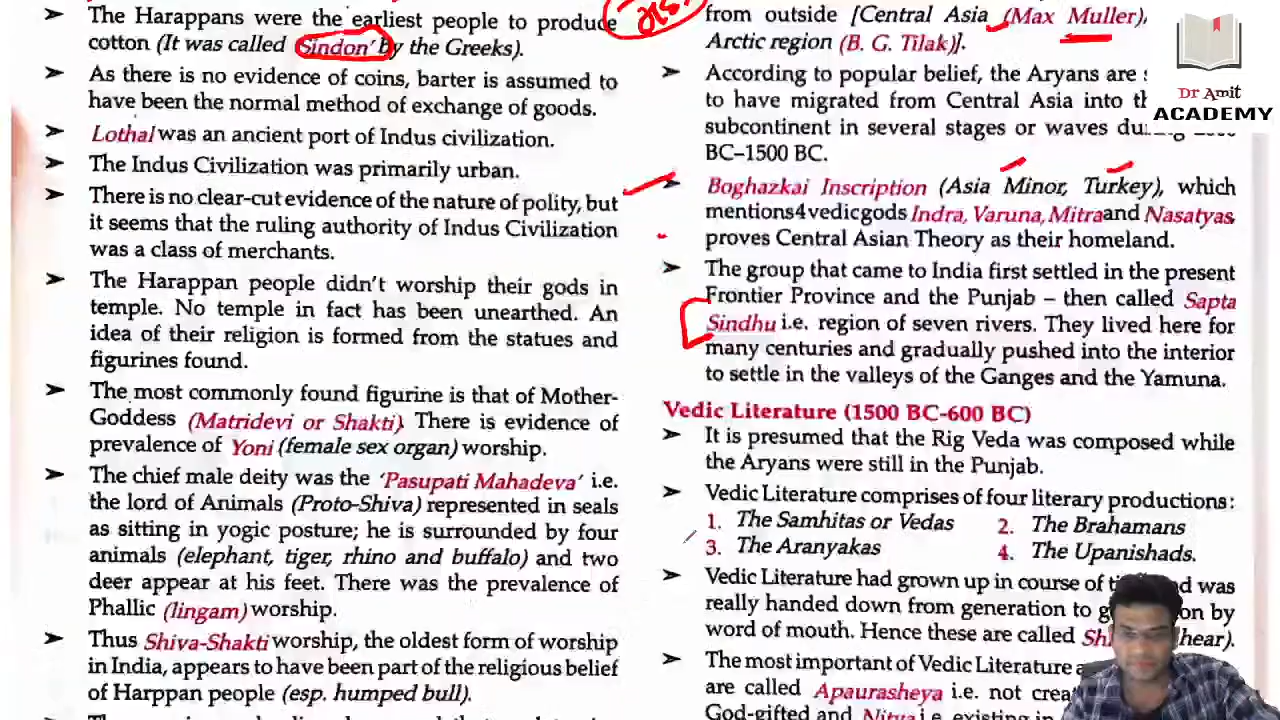 The Harappans were the earliest people to produce
cotton (It was called 'Sindon' by the Greeks).
➤ As there is no evidence of coins, barter is assumed to
have been the normal method of exchange of goods.
➤ Lothal was an ancient port of Indus civilization.
➤ The Indus Civilization was primarily urban.
➤ There is no clear-cut evidence of the nature of polity, but
it seems that the ruling authority of Indus Civilization
was a class of merchants.
➤ The Harappan people didn't worship their gods in
temple. No temple in fact has been unearthed. An
idea of their religion is formed from the statues and
figurines found.
➤ The most commonly found figurine is that of Mother-
Goddess (Matridevi or Shakti). There is evidence of
prevalence of Yoni (female sex organ) worship.
➤ The chief male deity was the 'Pasupati Mahadeva' i.e.
the lord of Animals (Proto-Shiva) represented in seals
as sitting in yogic posture; he is surrounded by four
animals (elephant, tiger, rhino and buffalo) and two
deer appear at his feet. There was the prevalence of
Phallic (lingam) worship.
➤ Thus Shiva-Shakti worship, the oldest form of worship
in India, appears to have been part of the religious belief
of Harppan people (esp. humped bull).
from outside [Central Asia (Max Muller),
Arctic region (B. G. Tilak)].
➤ According to popular belief, the Aryans are
to have migrated from Central Asia into
subcontinent in several stages or waves
BC–1500 BC.
➤ Boghazkai Inscription (Asia Minor, Turkey), which
mentions 4 vedic gods Indra, Varuna, Mitra and Nasatyas
proves Central Asian Theory as their homeland.
➤ The group that came to India first settled in the present
Frontier Province and the Punjab – then called Sapta
Sindhu i.e. region of seven rivers. They lived here for
many centuries and gradually pushed into the interior
to settle in the valleys of the Ganges and the Yamuna.
Vedic Literature (1500 BC-600 BC)
➤ It is presumed that the Rig Veda was composed while
the Aryans were still in the Punjab.
➤ Vedic Literature comprises of four literary productions:
1. The Samhitas or Vedas 2. The Brahamans
3. The Aranyakas 4. The Upanishads.
➤ Vedic Literature had grown up in course of and was
really handed down from generation to by
word of mouth. Hence these are called hear).
➤ The most important of Vedic Literature
are called Apaurasheya i.e. not
God-gifted and
Dr Amit
ACADEMY